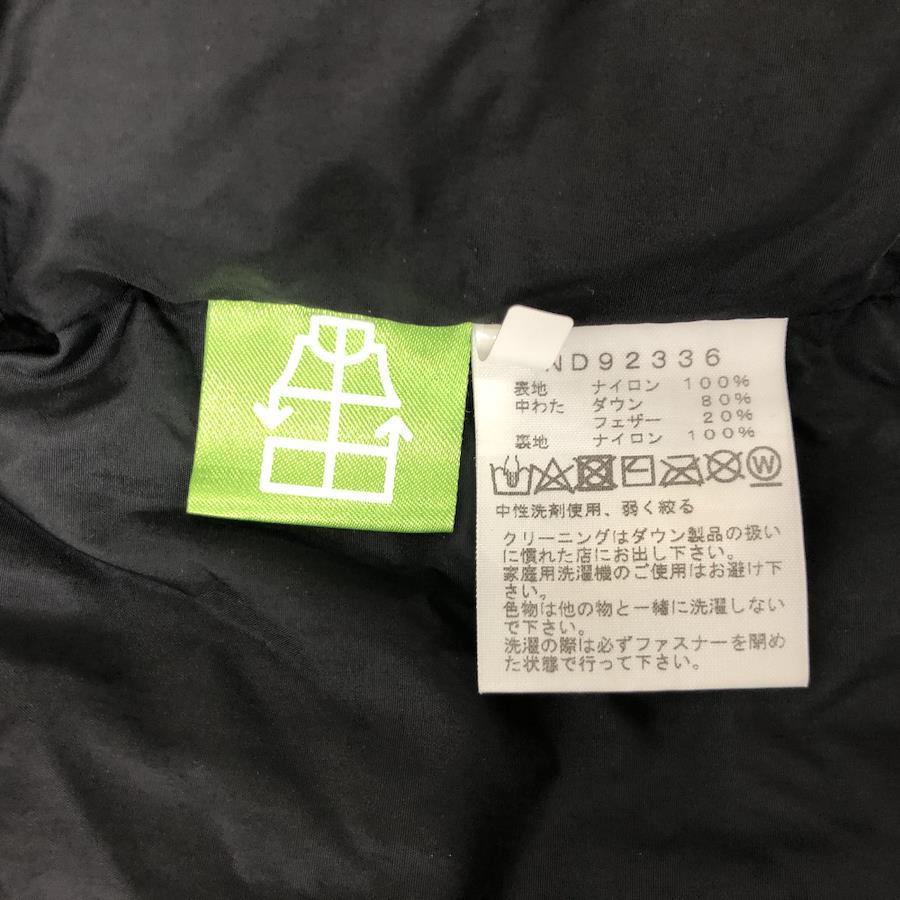 ND92336
表地 ナイロン 100%
中わた ダウン 80%
フェザー 20%
裏地 ナイロン 100%
W
中性洗剤使用、弱く絞る
クリーニングはダウン製品の扱い
に慣れた店にお出し下さい。
家庭用洗濯機のご使用はお避け下
さい。
色物は他の物と一緒に洗濯しない
で下さい。
洗濯の際は必ずファスナーを閉めた
た状態で行って下さい。